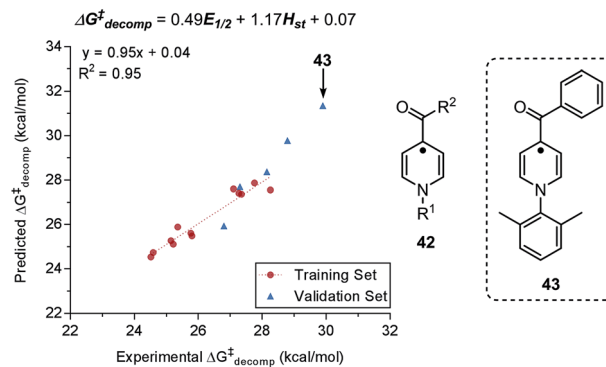 ΔG‡decomp = 0.49E1/2 + 1.17Hst + 0.07
y = 0.95x + 0.04
R² = 0.95
43
34
32
30
28
26
24
22
Predicted ΔG‡decomp (kcal/mol)
Training Set
Validation Set
22 24 26 28 30 32
Experimental ΔG‡decomp (kcal/mol)
O R²
N
R¹
42
O
N
43